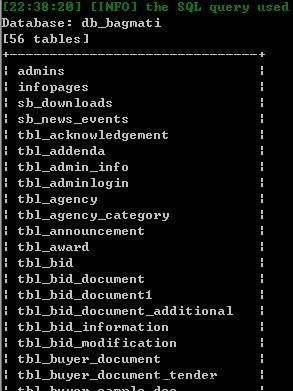 [22:38:20] [INFO] the SQL query used
Database: db_bagmati
[56 tables]
+---------------------------------+
¦ admins ¦
¦ infopages ¦
¦ sb_downloads ¦
¦ sb_news_events ¦
¦ tbl_acknowledgement ¦
¦ tbl_addenda ¦
¦ tbl_admin_info ¦
¦ tbl_adminlogin ¦
¦ tbl_agency ¦
¦ tbl_agency_category ¦
¦ tbl_announcement ¦
¦ tbl_award ¦
¦ tbl_bid ¦
¦ tbl_bid_document ¦
¦ tbl_bid_document1 ¦
¦ tbl_bid_document_additional ¦
¦ tbl_bid_information ¦
¦ tbl_bid_modification ¦
¦ tbl_buyer_document ¦
¦ tbl_buyer_document_tender ¦
¦ tbl_buyer_sample_doc ¦